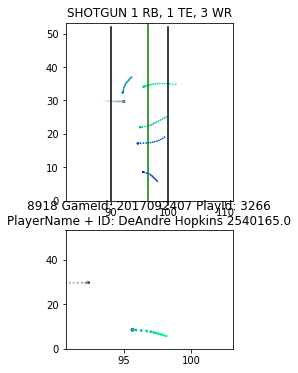 SHOTGUN 1 RB, 1 TE, 3 WR
50
40
30
20
10
0
90 100 110
8918 GameId: 2017092407 PlayId: 3266
PlayerName + ID: DeAndre Hopkins 2540165.0
40
20
0
95 100